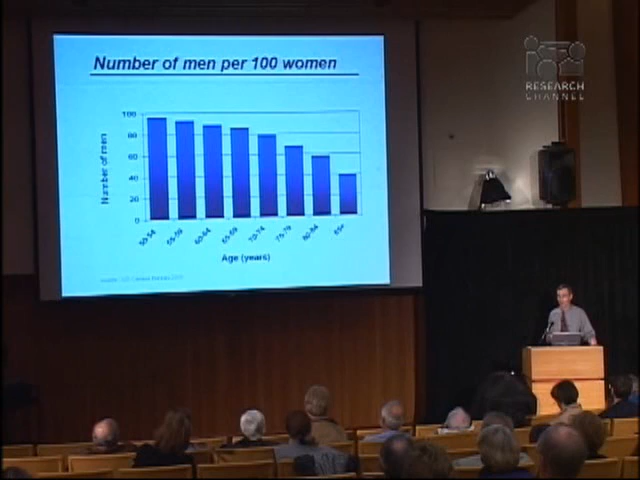 Number of men per 100 women
RESEARCH
CHANNEL
100
80
60
40
20
0
Number of men
50-54
55-59
60-64
65-69
70-74
75-79
80-84
85+
Age (years)